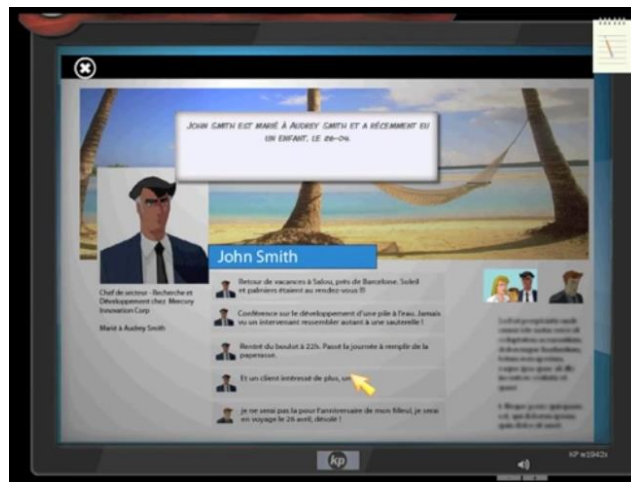 John Smith est marié à Audrey Smith et a récemment eu
un enfant, le 26-04.
John Smith
Chef de secteur - Recherche et
Développement chez Mercury
Innovation Corp
Marié à Audrey Smith
Retour de vacances à Salou, près de Barcelone. Soleil
et palmiers étaient au rendez-vous !!!
Conférence sur le développement d'une pile à l'eau. Jamais
vu un intervenant ressembler autant à une sauterelle !
Rentré du boulot à 22h. Passé la journée à remplir de la
paperasse.
Et un client intéressé de plus, un
je ne serai pas la pour l'anniversaire de mon filleul, je serai
en voyage le 26 avril, désolé !
kp
KP w1942s